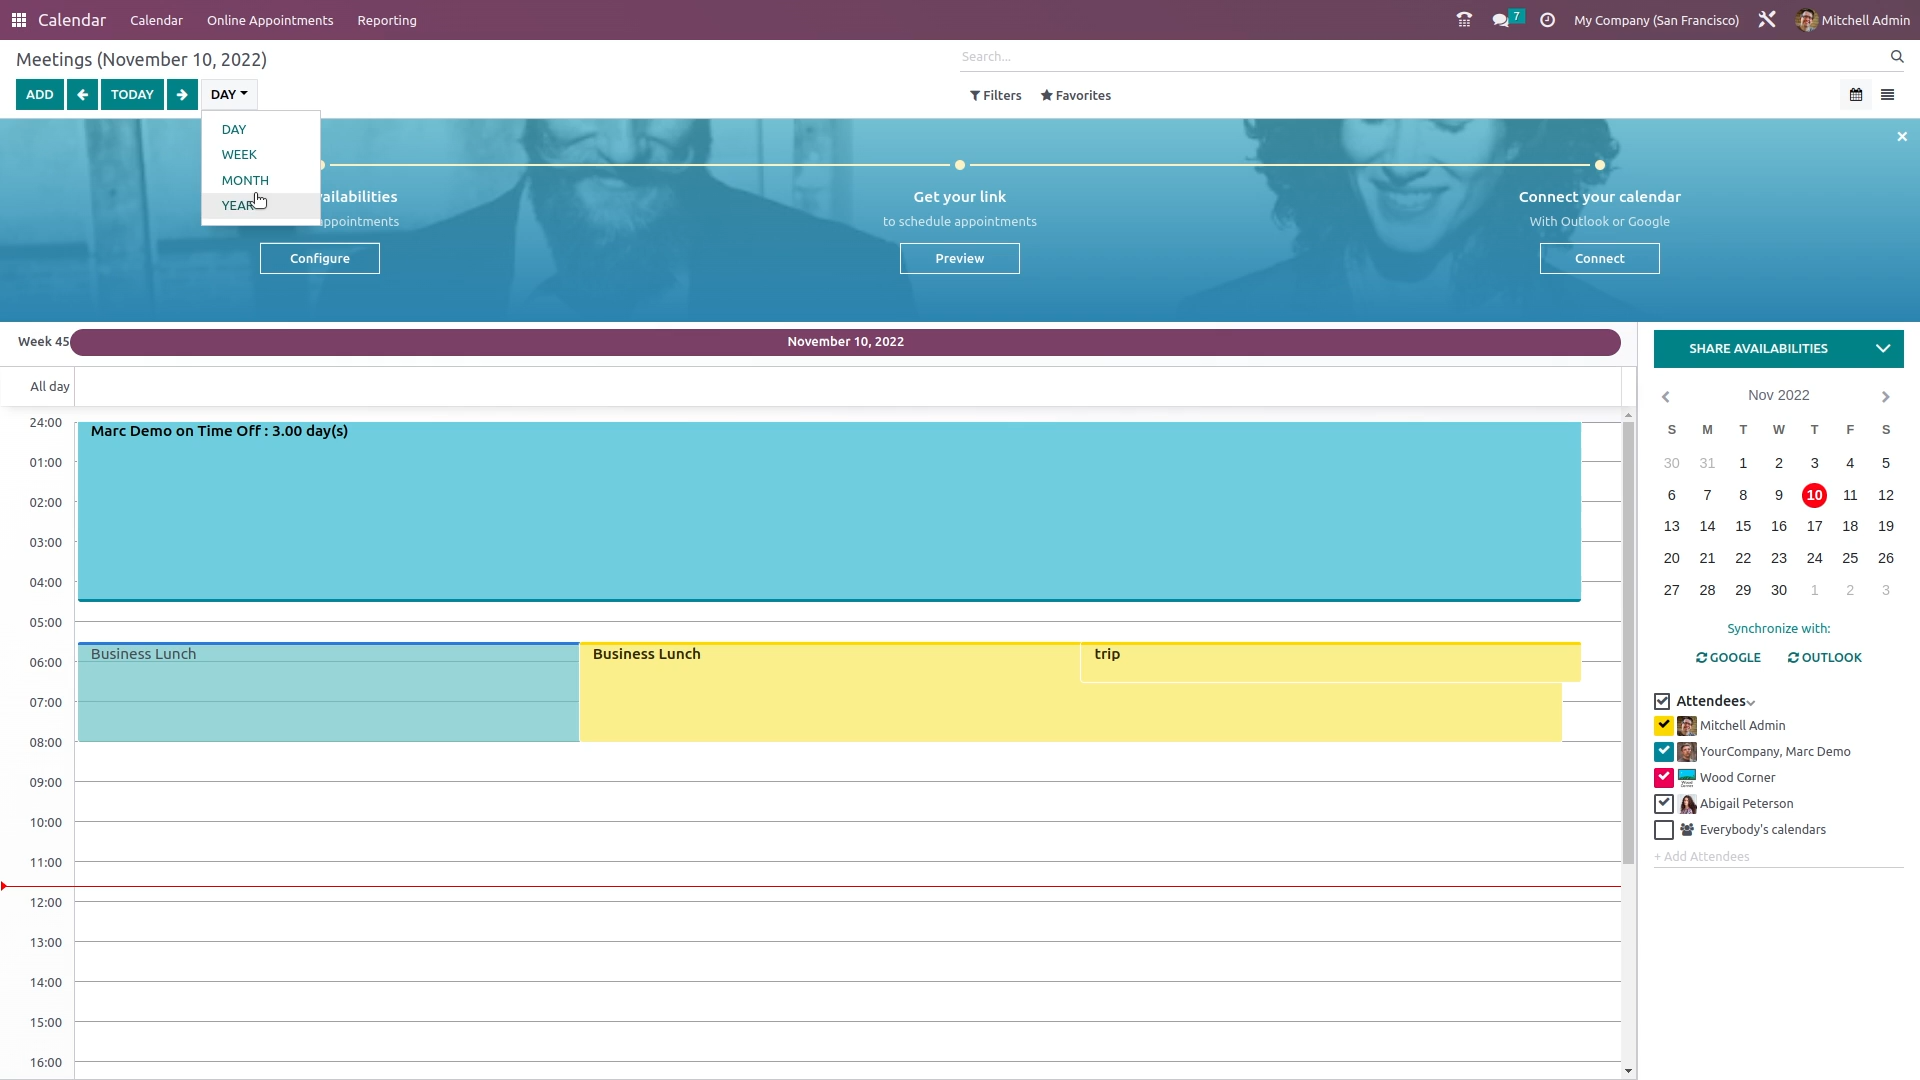 Calendar
Calendar
Online Appointments
Reporting
7
My Company (San Francisco)
Mitchell Admin
Meetings (November 10, 2022)
Search...
ADD
TODAY
DAY
Filters
Favorites
DAY
WEEK
MONTH
YEAR
Get your link
to schedule appointments
Connect your calendar
With Outlook or Google
Configure
Preview
Connect
Week 45
November 10, 2022
All day
24:00
01:00
02:00
03:00
04:00
05:00
06:00
07:00
08:00
09:00
10:00
11:00
12:00
13:00
14:00
15:00
16:00
Marc Demo on Time Off : 3.00 day(s)
Business Lunch
Business Lunch
trip
SHARE AVAILABILITIES
Nov 2022
S M T W T F S
30 31 1 2 3 4 5
6 7 8 9 10 11 12
13 14 15 16 17 18 19
20 21 22 23 24 25 26
27 28 29 30 1 2 3
Synchronize with:
GOOGLE
OUTLOOK
Attendees
Mitchell Admin
YourCompany, Marc Demo
Wood Corner
Abigail Peterson
Everybody's calendars
+ Add Attendees